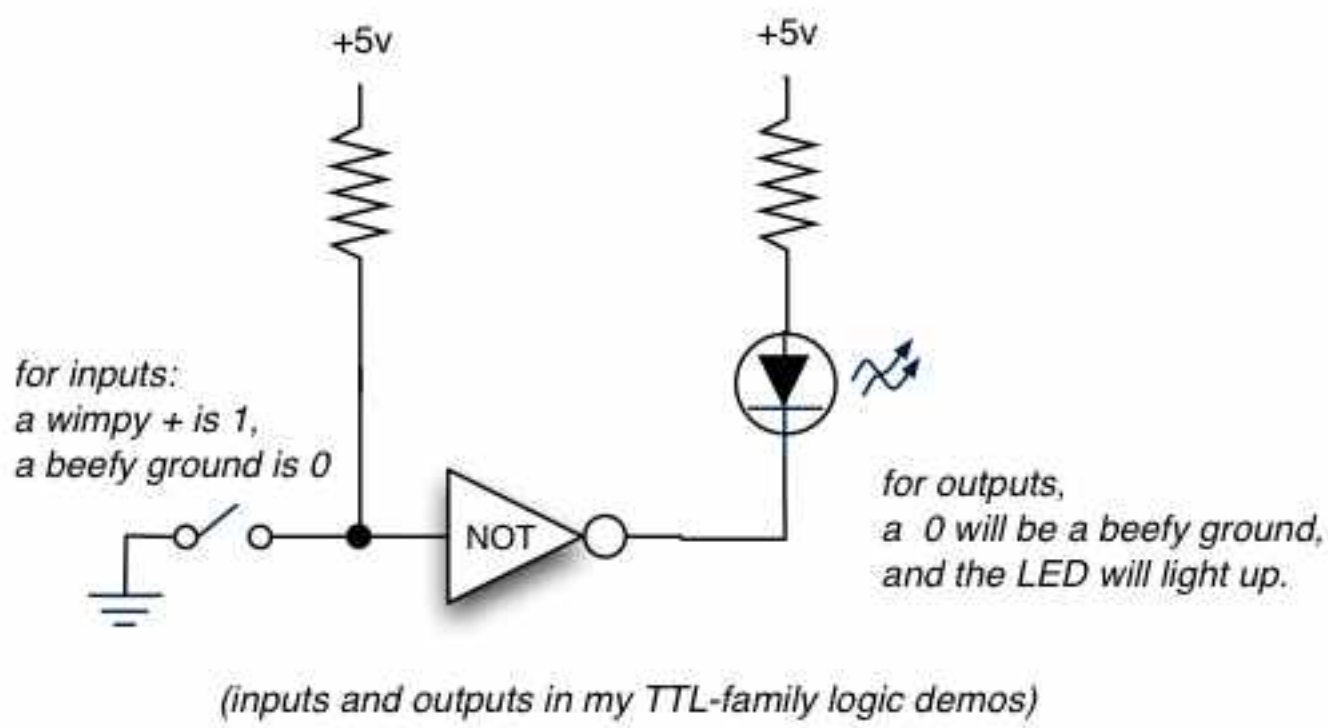 +5v
+5v
for inputs:
a wimpy + is 1,
a beefy ground is 0
NOT
for outputs,
a 0 will be a beefy ground,
and the LED will light up.
(inputs and outputs in my TTL-family logic demos)